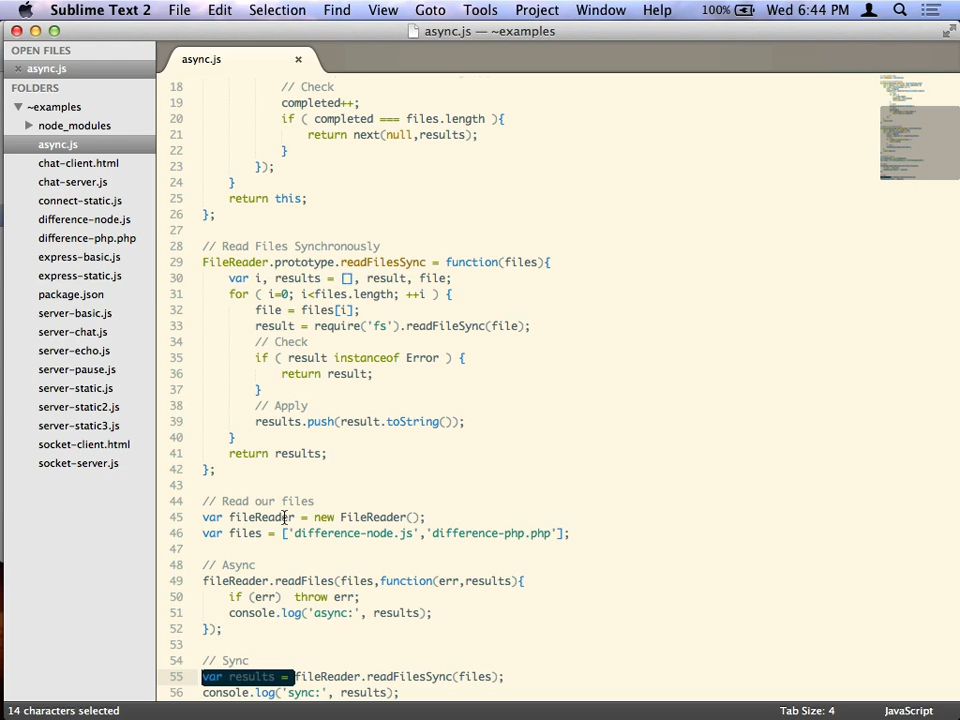 Sublime Text 2 File Edit Selection Find View Goto Tools Project Window Help 100% Wed 6:44 PM
async.js — ~examples
OPEN FILES
async.js
FOLDERS
~examples
node_modules
async.js
chat-client.html
chat-server.js
connect-static.js
difference-node.js
difference-php.php
express-basic.js
express-static.js
package.json
server-basic.js
server-chat.js
server-echo.js
server-pause.js
server-static.js
server-static2.js
server-static3.js
socket-client.html
socket-server.js
async.js
18 // Check
19 completed++;
20 if ( completed === files.length ){
21 return next(null,results);
22 }
23 });
24 }
25 return this;
26 };
27
28 // Read Files Synchronously
29 FileReader.prototype.readFilesSync = function(files){
30 var i, results = [], result, file;
31 for ( i=0; i<files.length; ++i ) {
32 file = files[i];
33 result = require('fs').readFileSync(file);
34 // Check
35 if ( result instanceof Error ) {
36 return result;
37 }
38 // Apply
39 results.push(result.toString());
40 }
41 return results;
42 };
43
44 // Read our files
45 var fileReader = new FileReader();
46 var files = ['difference-node.js','difference-php.php'];
47
48 // Async
49 fileReader.readFiles(files,function(err,results){
50 if (err) throw err;
51 console.log('async:', results);
52 });
53
54 // Sync
55 var results = fileReader.readFilesSync(files);
56 console.log('sync:', results);
14 characters selected Tab Size: 4 JavaScript